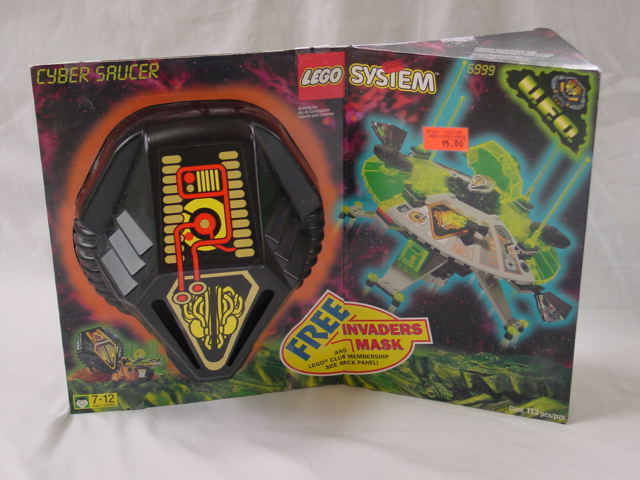 CYBER SAUCER
LEGO SYSTEM
6999
UFO
15,00
FREE
INVADERS
MASK
AND
LEGO® CLUB MEMBERSHIP
SEE BACK PANEL!
7-12
113 pcs/pzs